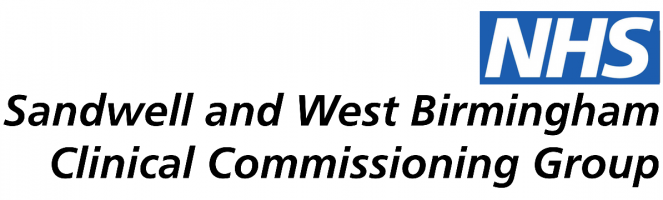 NHS
Sandwell and West Birmingham
Clinical Commissioning Group